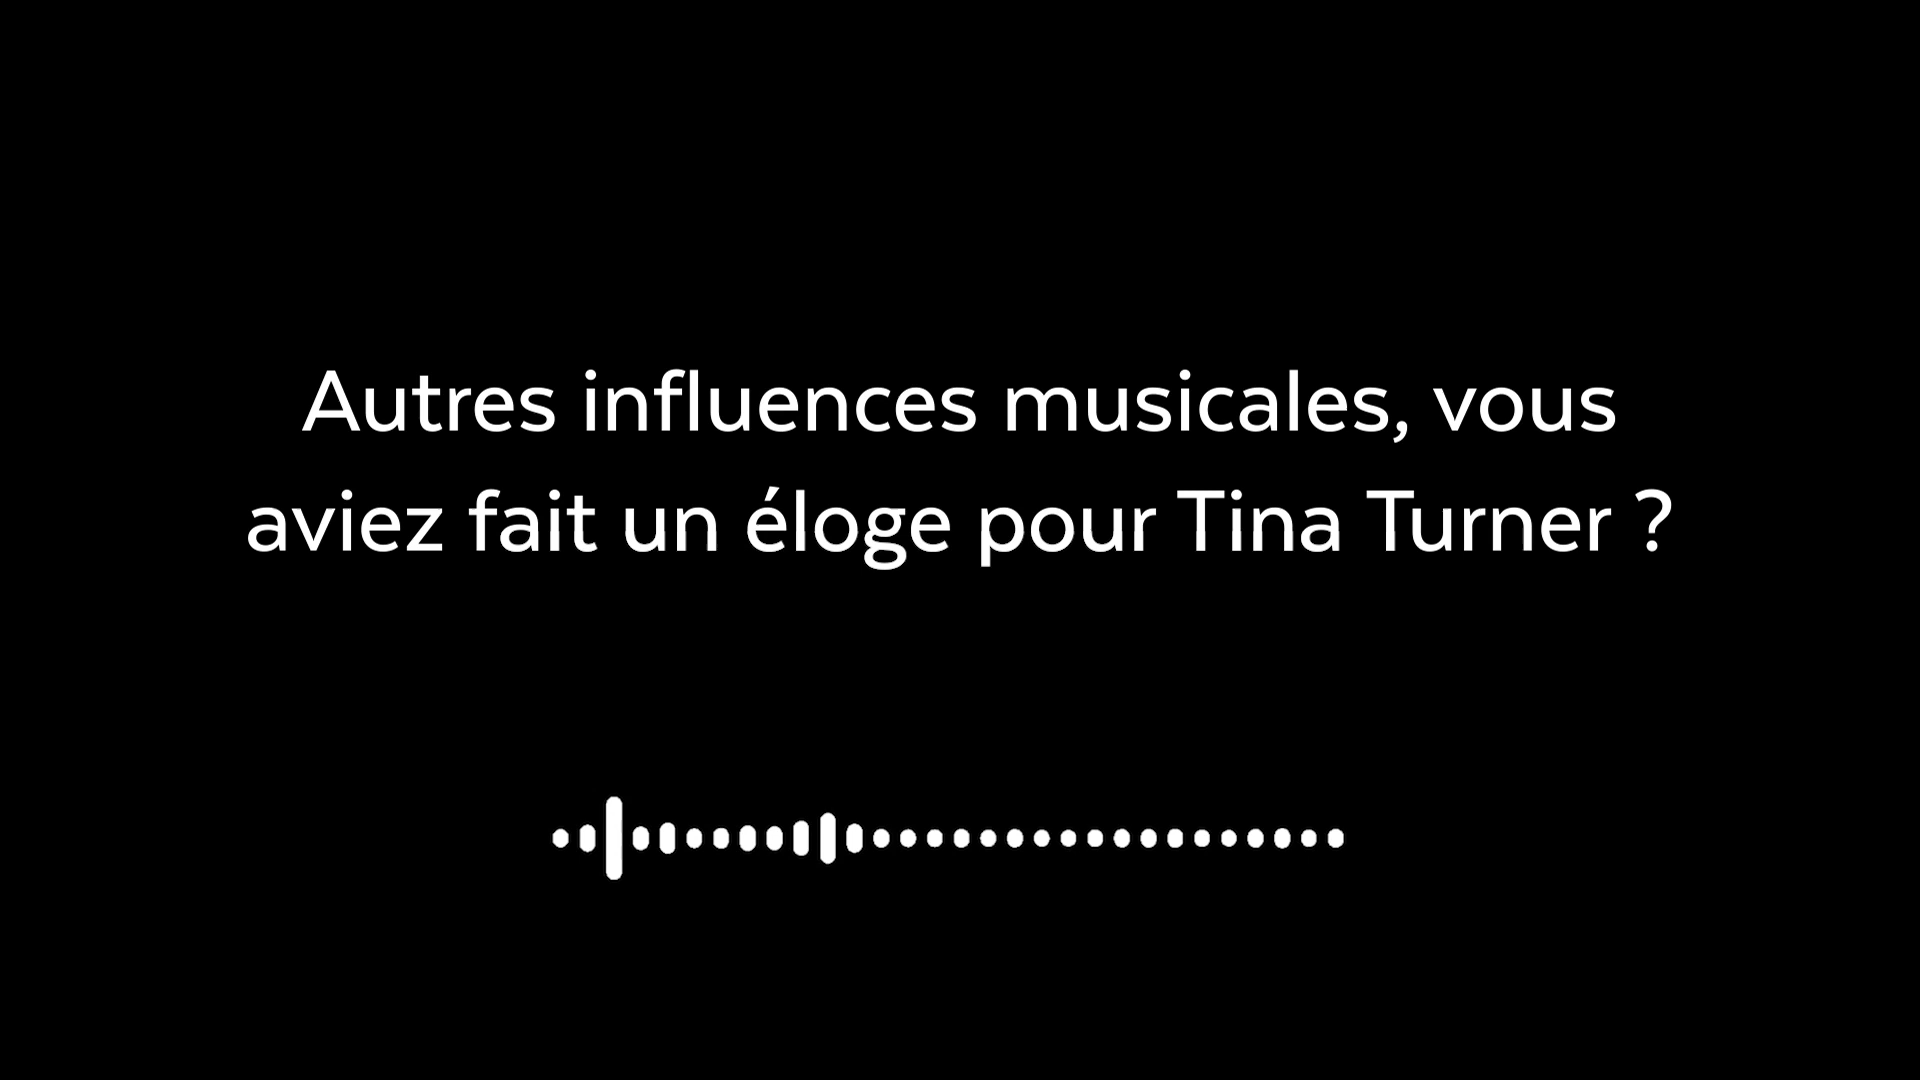 Autres influences musicales, vous
aviez fait un éloge pour Tina Turner ?